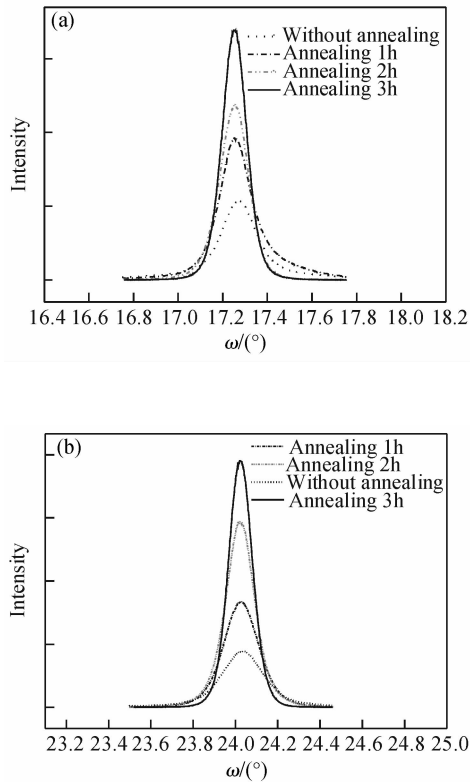 (a)
Without annealing
Annealing 1h
Annealing 2h
Annealing 3h
Intensity
16.4 16.6 16.8 17.0 17.2 17.4 17.6 17.8 18.0 18.2
ω/(°)
(b)
Annealing 1h
Annealing 2h
Without annealing
Annealing 3h
Intensity
23.2 23.4 23.6 23.8 24.0 24.2 24.4 24.6 24.8 25.0
ω/(°)